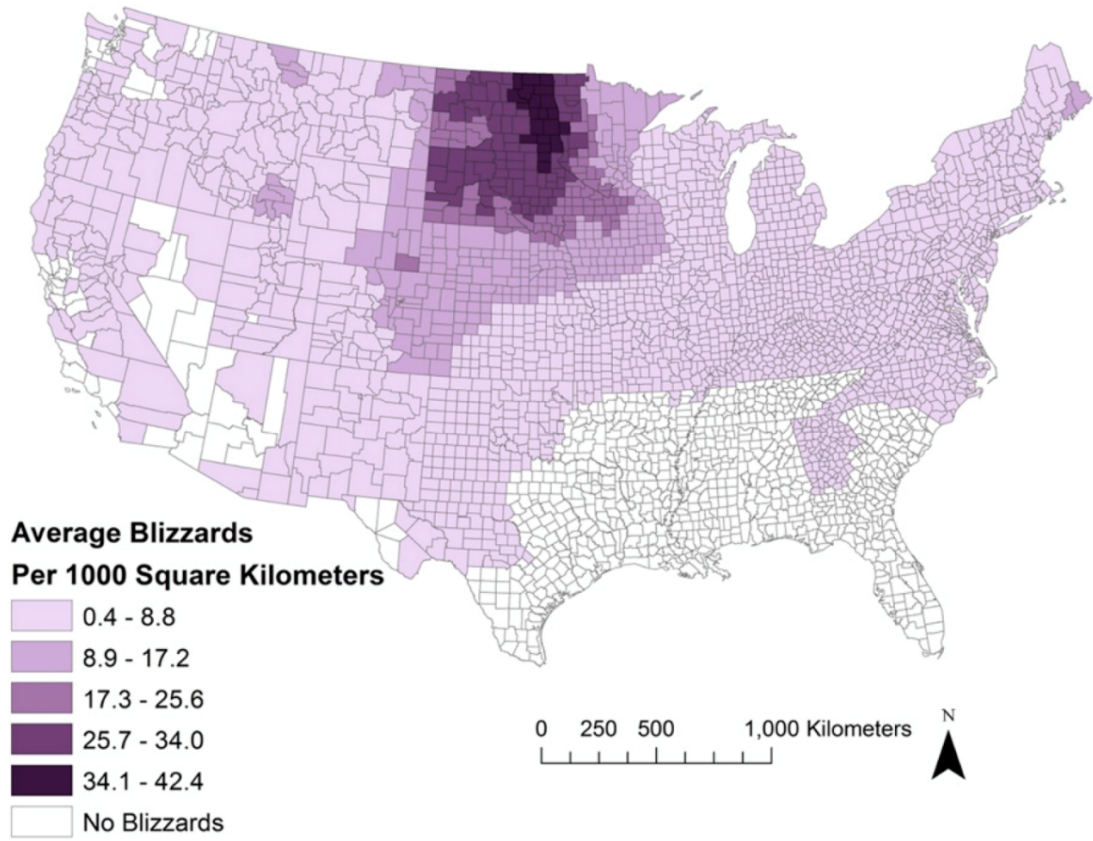 Average Blizzards
Per 1000 Square Kilometers
0.4 - 8.8
8.9 - 17.2
17.3 - 25.6
25.7 - 34.0
34.1 - 42.4
No Blizzards
0 250 500 1,000 Kilometers
N